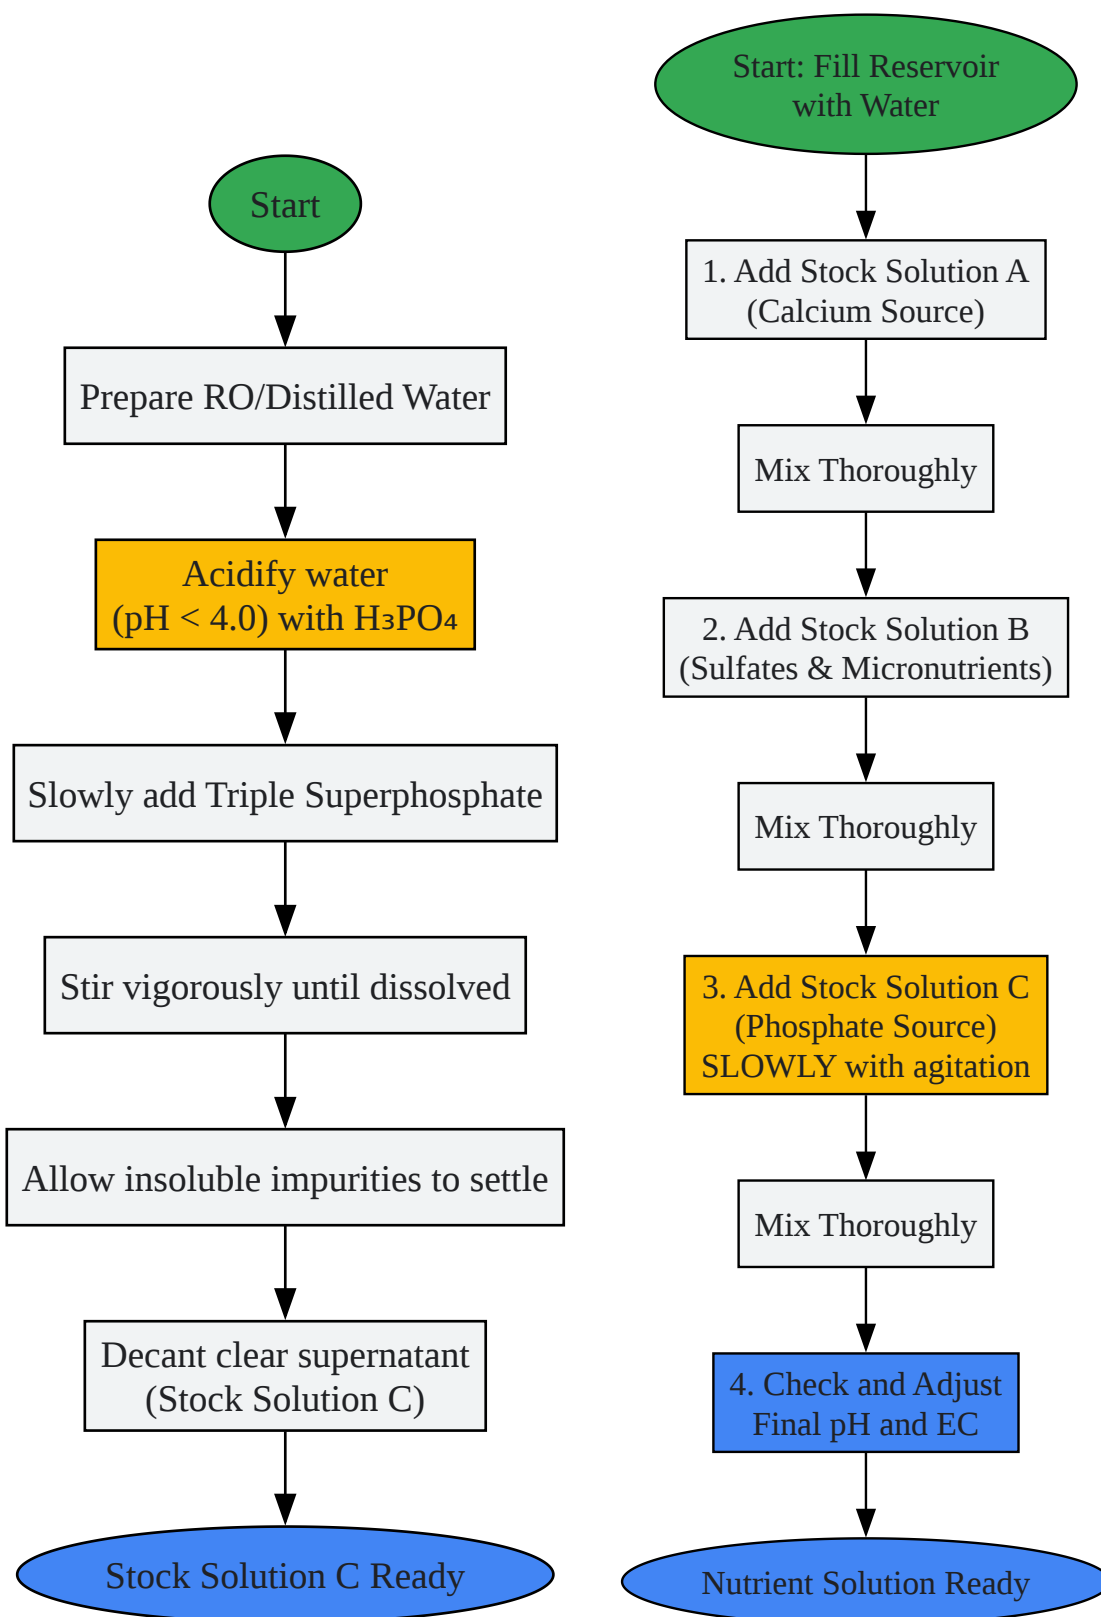 Start
Prepare RO/Distilled Water
Acidify water
(pH < 4.0) with H₃PO₄
Slowly add Triple Superphosphate
Stir vigorously until dissolved
Allow insoluble impurities to settle
Decant clear supernatant
(Stock Solution C)
Stock Solution C Ready
Start: Fill Reservoir
with Water
1. Add Stock Solution A
(Calcium Source)
Mix Thoroughly
2. Add Stock Solution B
(Sulfates & Micronutrients)
Mix Thoroughly
3. Add Stock Solution C
(Phosphate Source)
SLOWLY with agitation
Mix Thoroughly
4. Check and Adjust
Final pH and EC
Nutrient Solution Ready